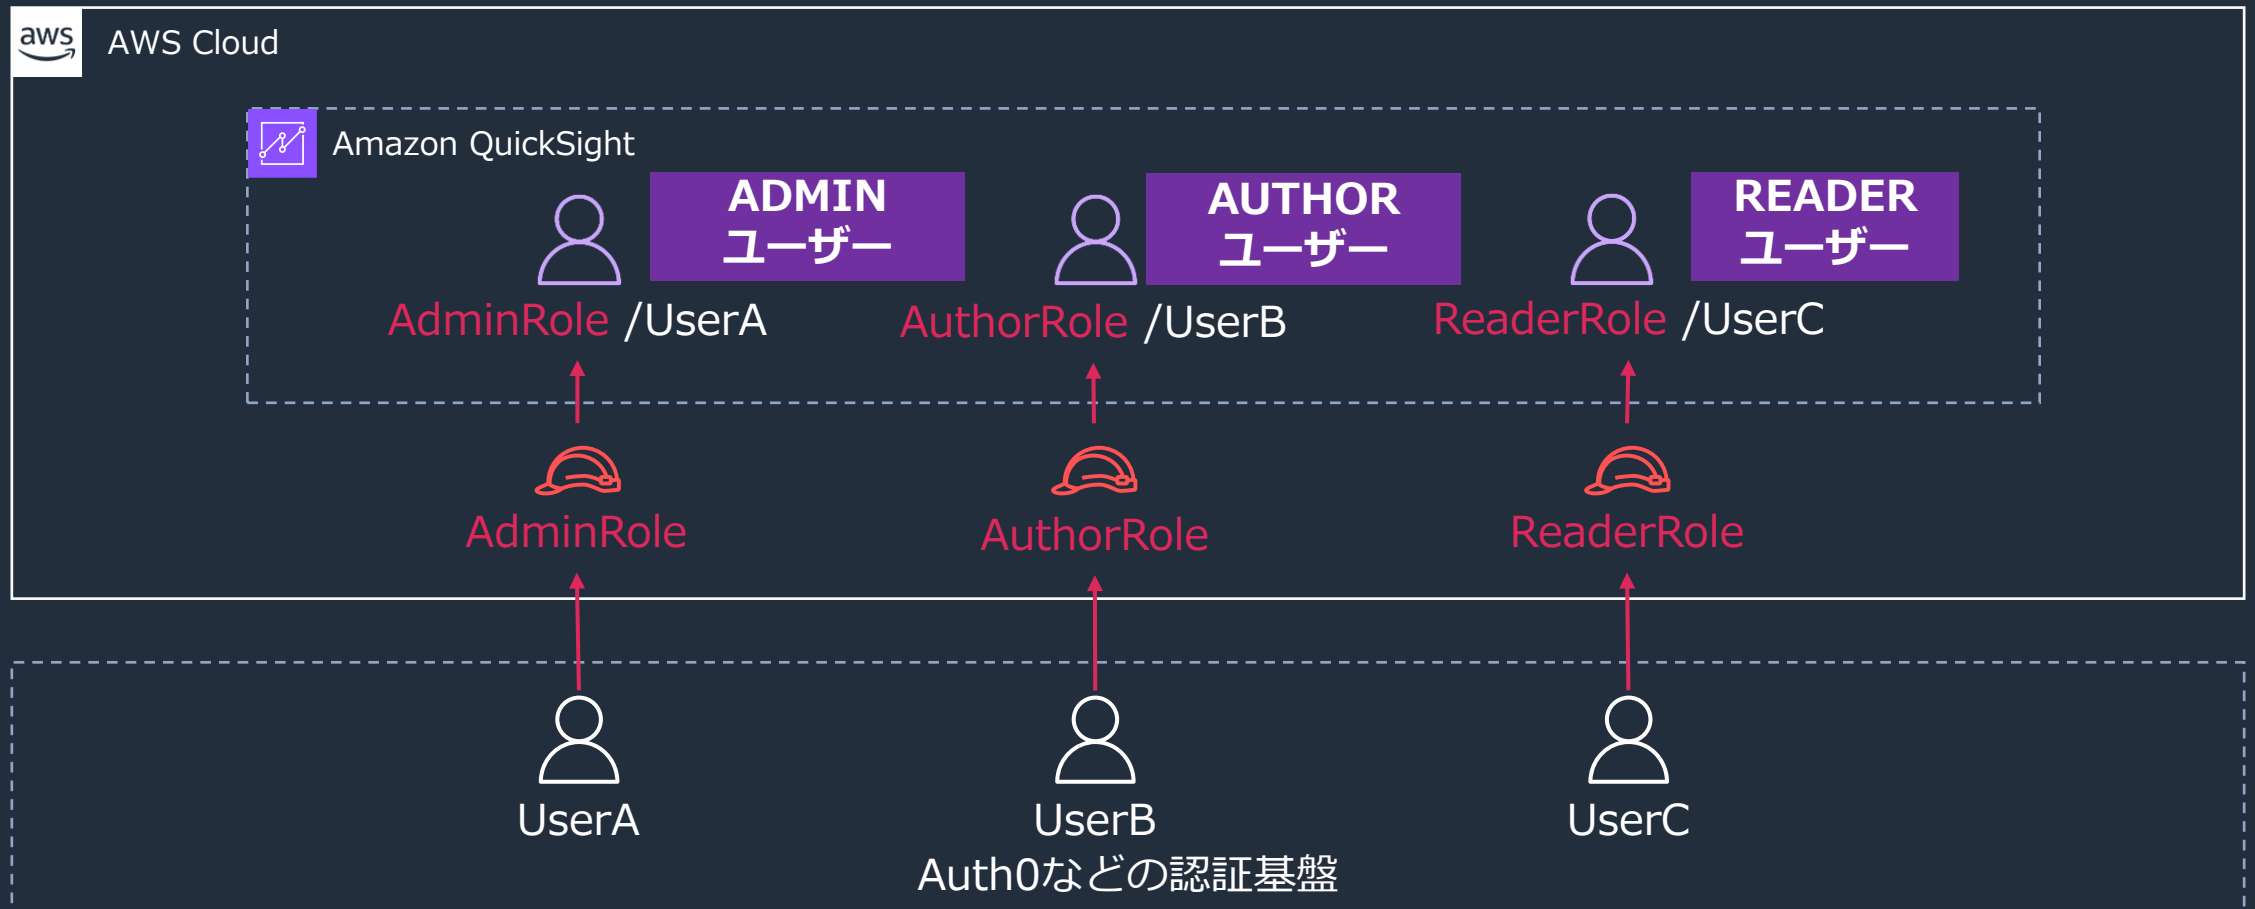 aws
AWS Cloud
Amazon QuickSight
ADMIN
ユーザー
AUTHOR
ユーザー
READER
ユーザー
AdminRole /UserA
AuthorRole /UserB
ReaderRole /UserC
AdminRole
AuthorRole
ReaderRole
UserA
UserB
UserC
Auth0などの認証基盤